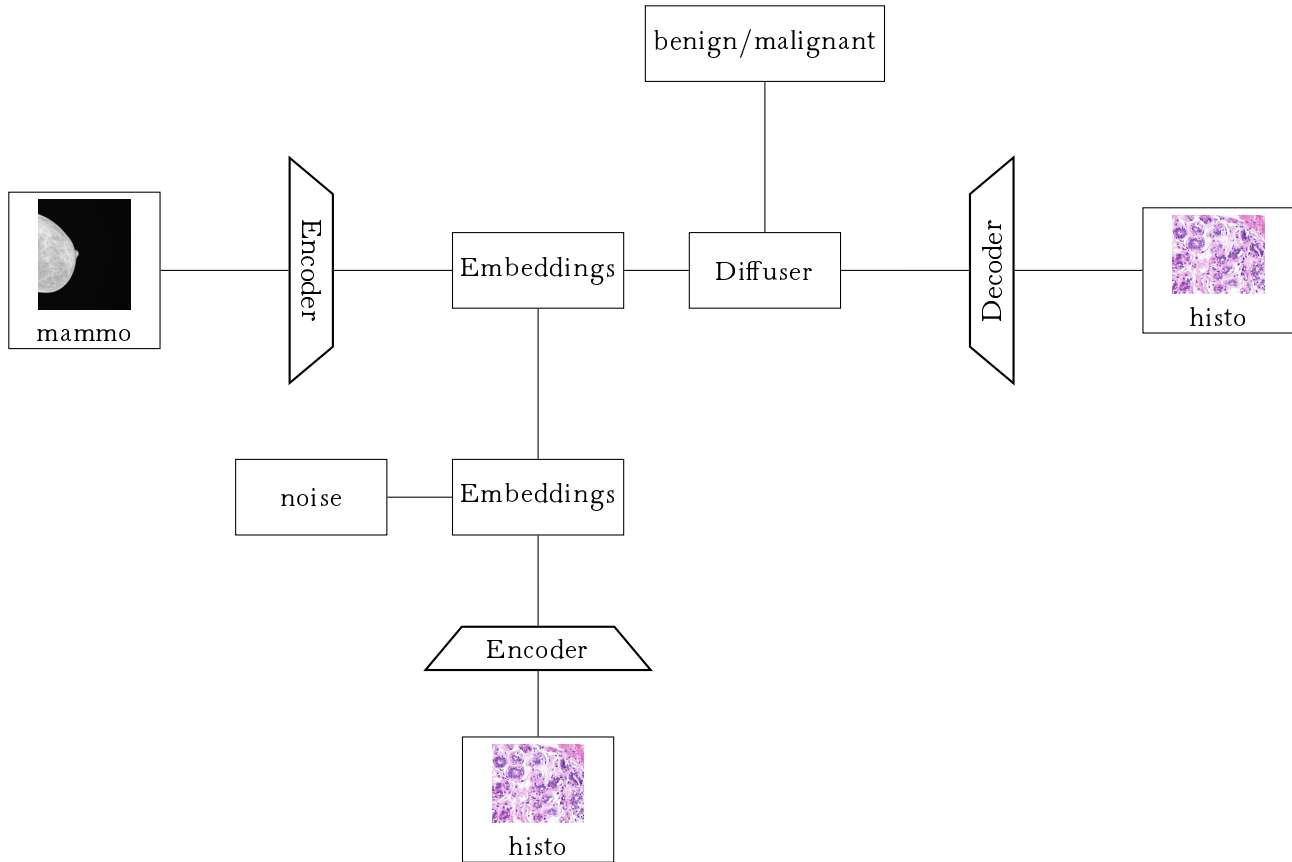 benign/malignant
mammo
Encoder
Embeddings
Diffuser
Decoder
histo
noise
Embeddings
Encoder
histo